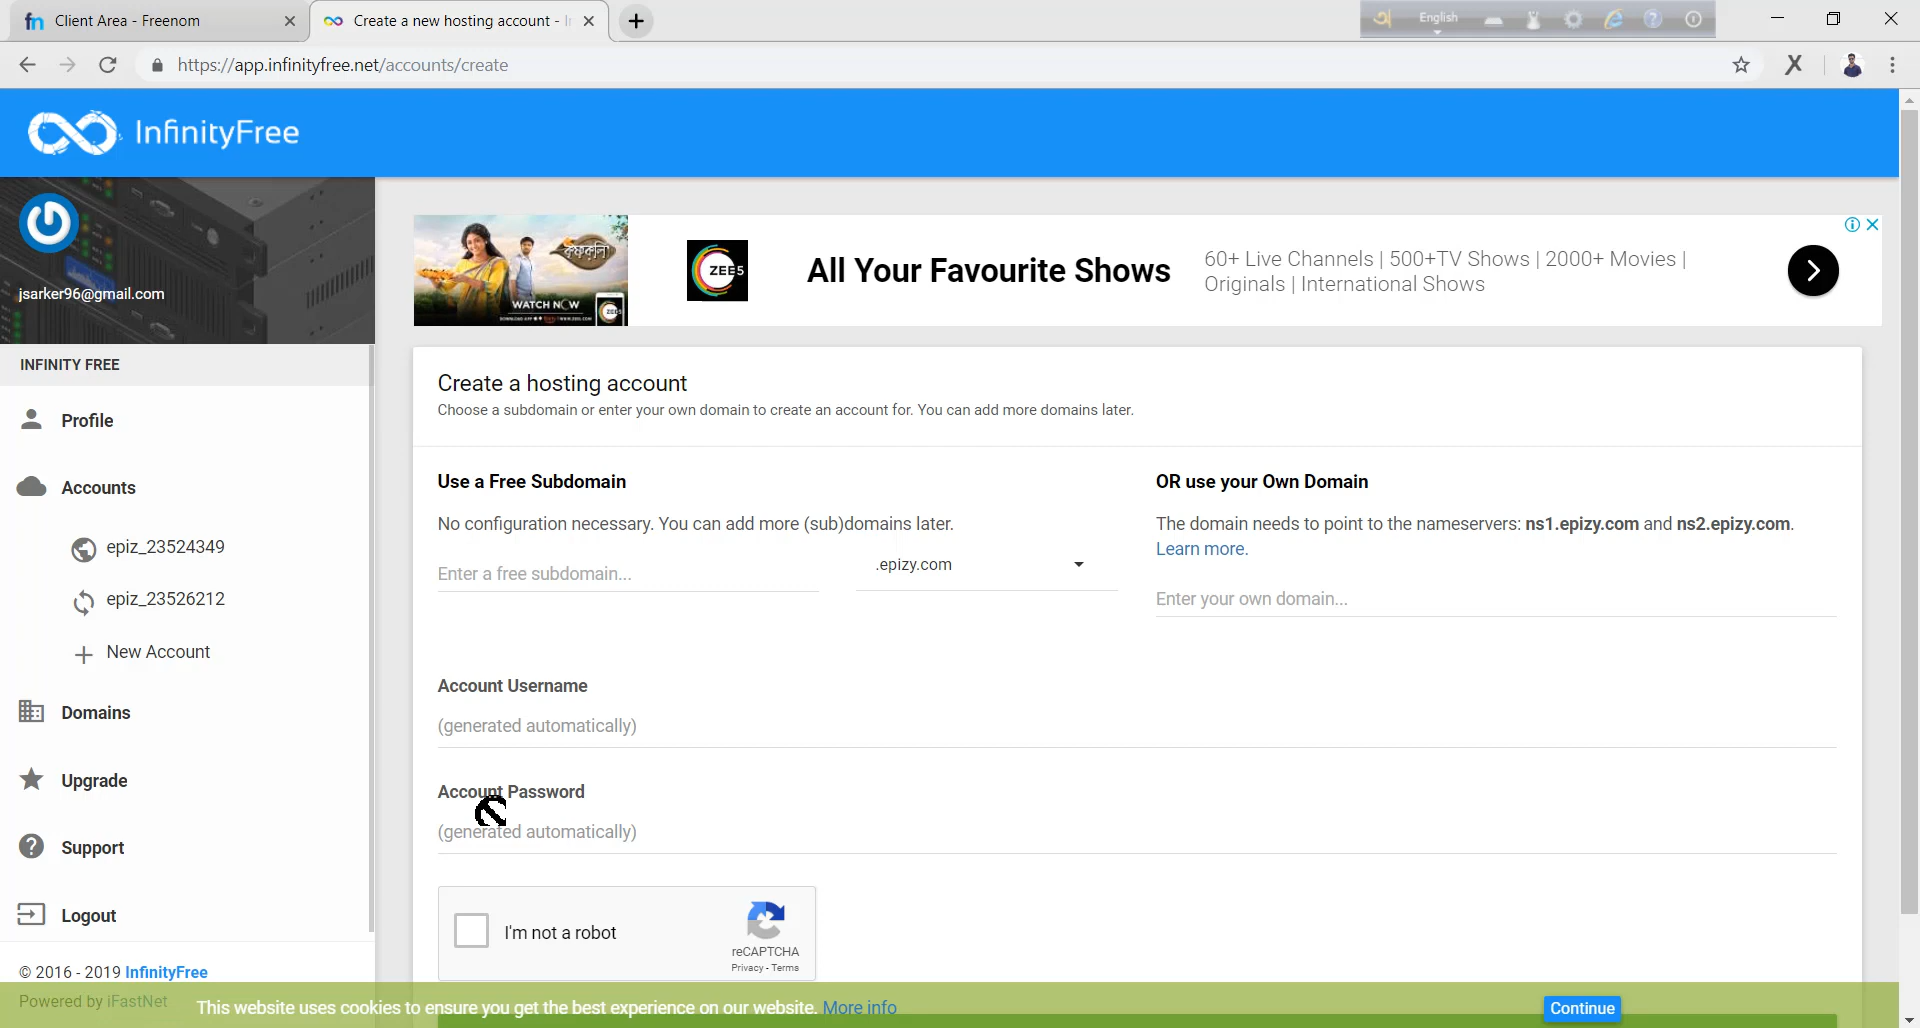 Client Area - Freenom
Create a new hosting account - I
অ English
https://app.infinityfree.net/accounts/create
InfinityFree
jsarker96@gmail.com
INFINITY FREE
Profile
Accounts
epiz_23524349
epiz_23526212
New Account
Domains
Upgrade
Support
Logout
© 2016 - 2019 InfinityFree
Powered by iFastNet
কৃষ্ণকলি
WATCH NOW
ZEE5
All Your Favourite Shows
60+ Live Channels | 500+TV Shows | 2000+ Movies |
Originals | International Shows
Create a hosting account
Choose a subdomain or enter your own domain to create an account for. You can add more domains later.
Use a Free Subdomain
No configuration necessary. You can add more (sub)domains later.
Enter a free subdomain...
.epizy.com
OR use your Own Domain
The domain needs to point to the nameservers: ns1.epizy.com and ns2.epizy.com.
Learn more.
Enter your own domain...
Account Username
(generated automatically)
Account Password
(generated automatically)
I'm not a robot
reCAPTCHA
Privacy - Terms
This website uses cookies to ensure you get the best experience on our website. More info
Continue